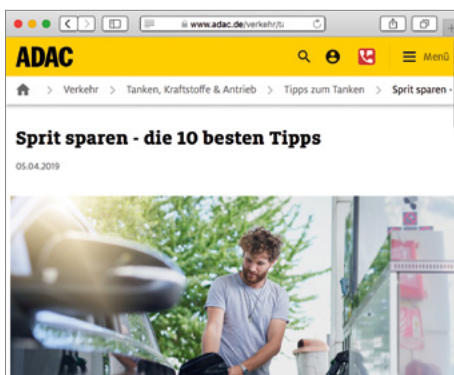 www.adac.de/verkehr/ta
ADAC
Menü
Verkehr > Tanken, Kraftstoffe & Antrieb > Tipps zum Tanken > Sprit sparen -
Sprit sparen - die 10 besten Tipps
05.04.2019